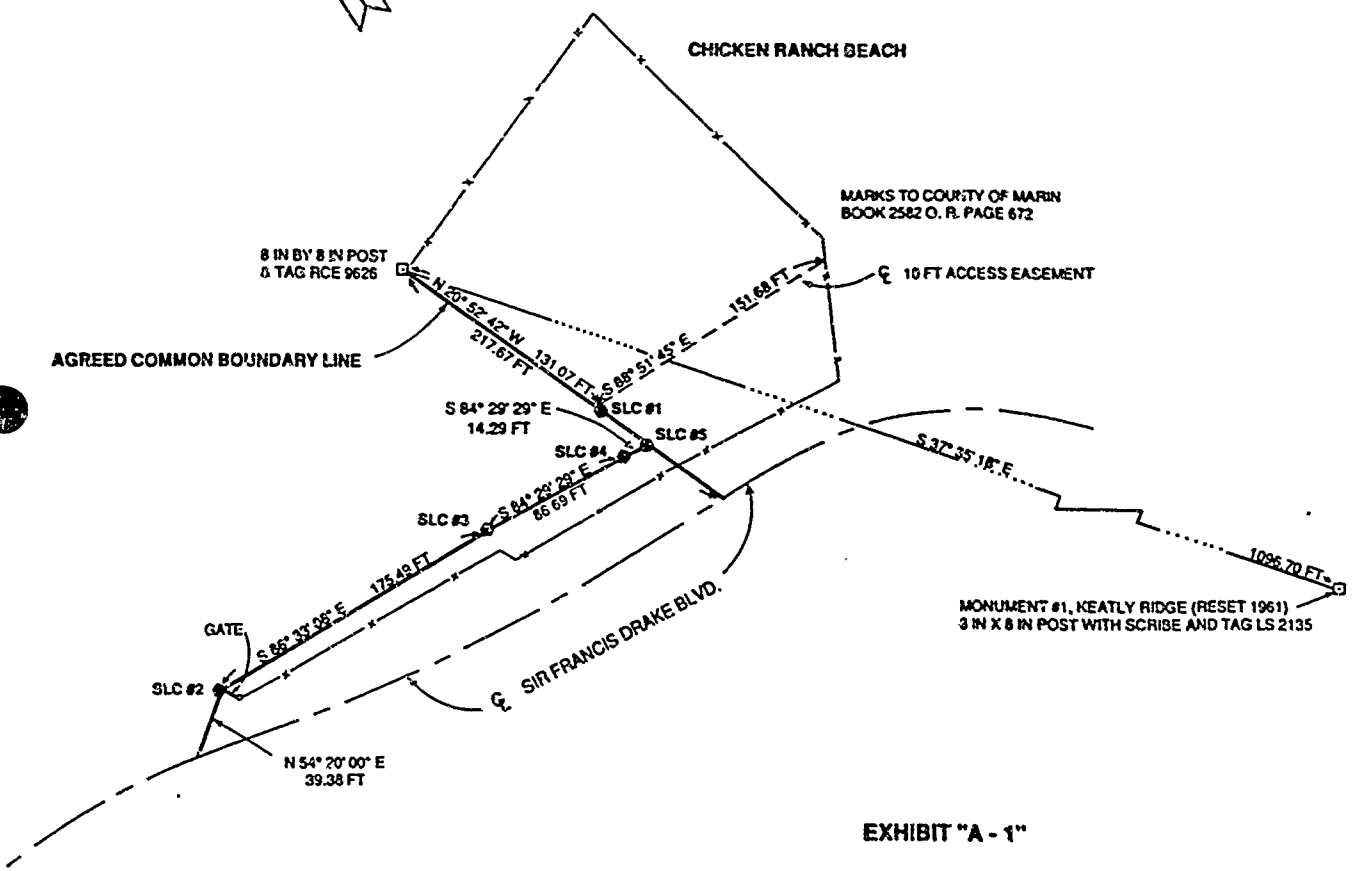 CHICKEN RANCH BEACH
MARKS TO COUNTY OF MARIN
BOOK 2582 O. R. PAGE 672
8 IN BY 8 IN POST
& TAG RCE 9626
℄ 10 FT ACCESS EASEMENT
151.68 FT
S 88° 51' 45" E
N 20° 52' 42" W
217.67 FT
131.07 FT
AGREED COMMON BOUNDARY LINE
SLC #1
S 84° 29' 29" E
14.29 FT
SLC #5
SLC #4
S 37° 35' 18" E
S 84° 29' 29" E
86.69 FT
SLC #3
1096.70 FT
175.49 FT
S 86° 33' 08" E
MONUMENT #1, KEATLY RIDGE (RESET 1961)
3 IN X 8 IN POST WITH SCRIBE AND TAG LS 2135
GATE
SLC #2
℄ SIR FRANCIS DRAKE BLVD.
N 54° 20' 00" E
39.38 FT
EXHIBIT "A - 1"